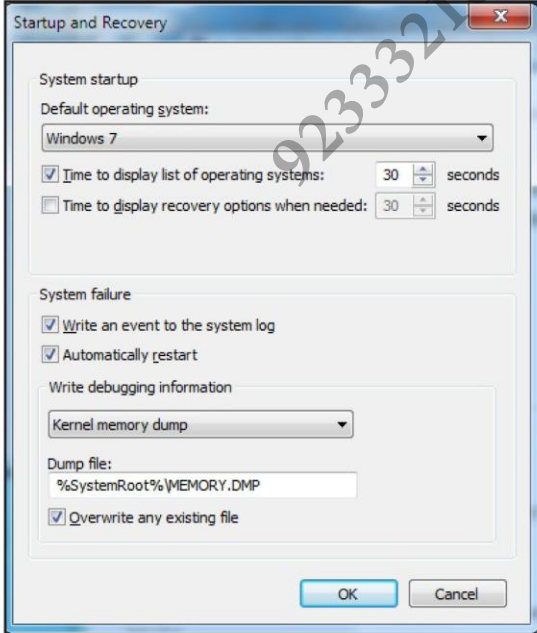 Startup and Recovery
System startup
Default operating system:
Windows 7
Time to display list of operating systems: 30 seconds
Time to display recovery options when needed: 30 seconds
System failure
Write an event to the system log
Automatically restart
Write debugging information
Kernel memory dump
Dump file:
%SystemRoot%\MEMORY.DMP
Overwrite any existing file
OK Cancel